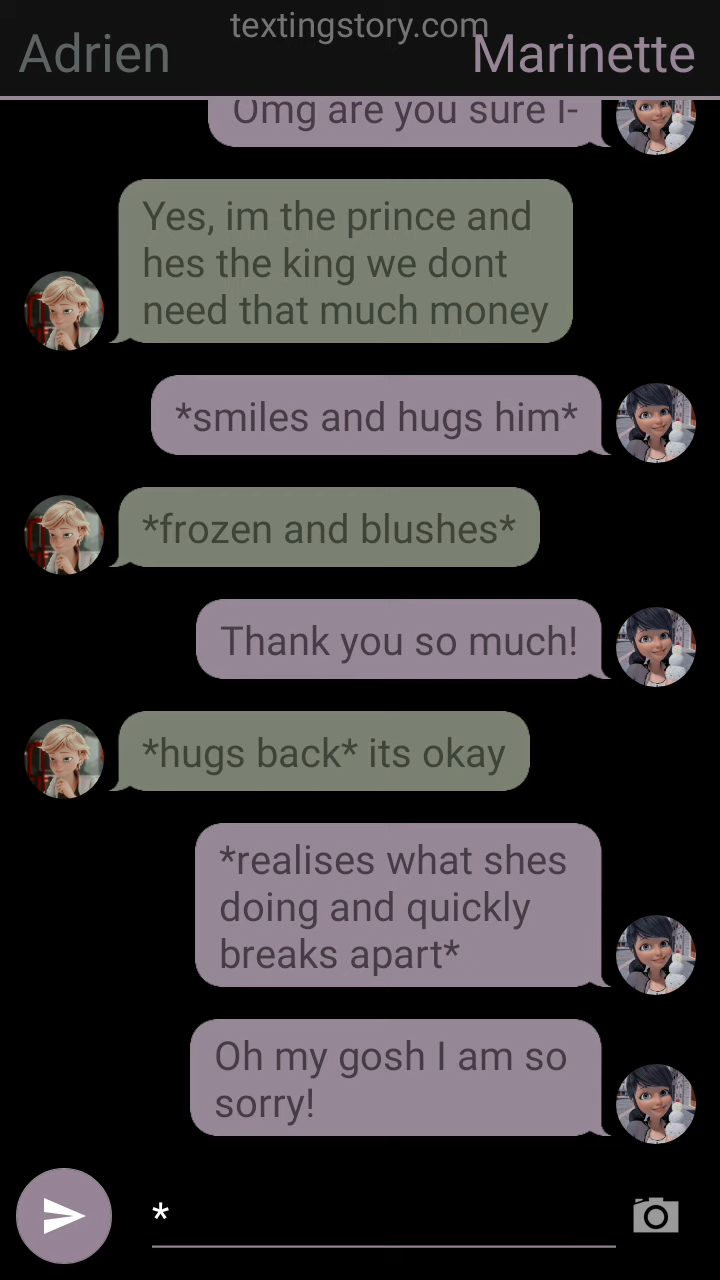 textingstory.com
Adrien
Marinette
Omg are you sure I-
Yes, im the prince and
hes the king we dont
need that much money
*smiles and hugs him*
*frozen and blushes*
Thank you so much!
*hugs back* its okay
*realises what shes
doing and quickly
breaks apart*
Oh my gosh I am so
sorry!
*